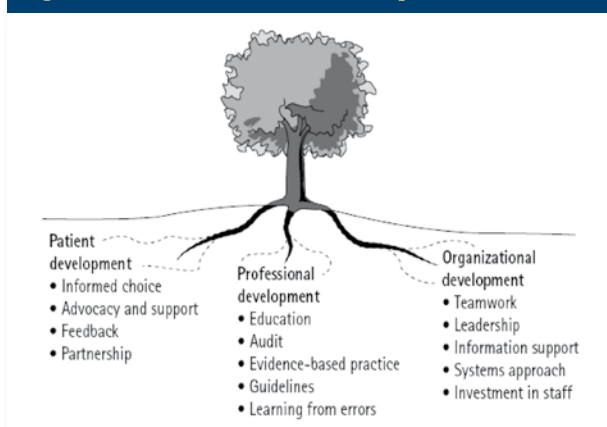 Patient
development
• Informed choice
• Advocacy and support
• Feedback
• Partnership
Professional
development
• Education
• Audit
• Evidence-based practice
• Guidelines
• Learning from errors
Organizational
development
• Teamwork
• Leadership
• Information support
• Systems approach
• Investment in staff